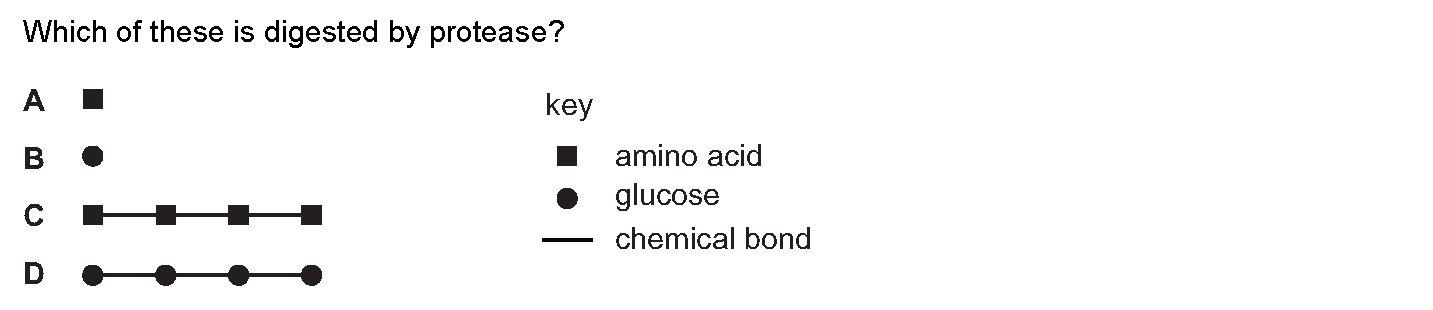 Which of these is digested by protease?
A
B
C
D
key
amino acid
glucose
chemical bond